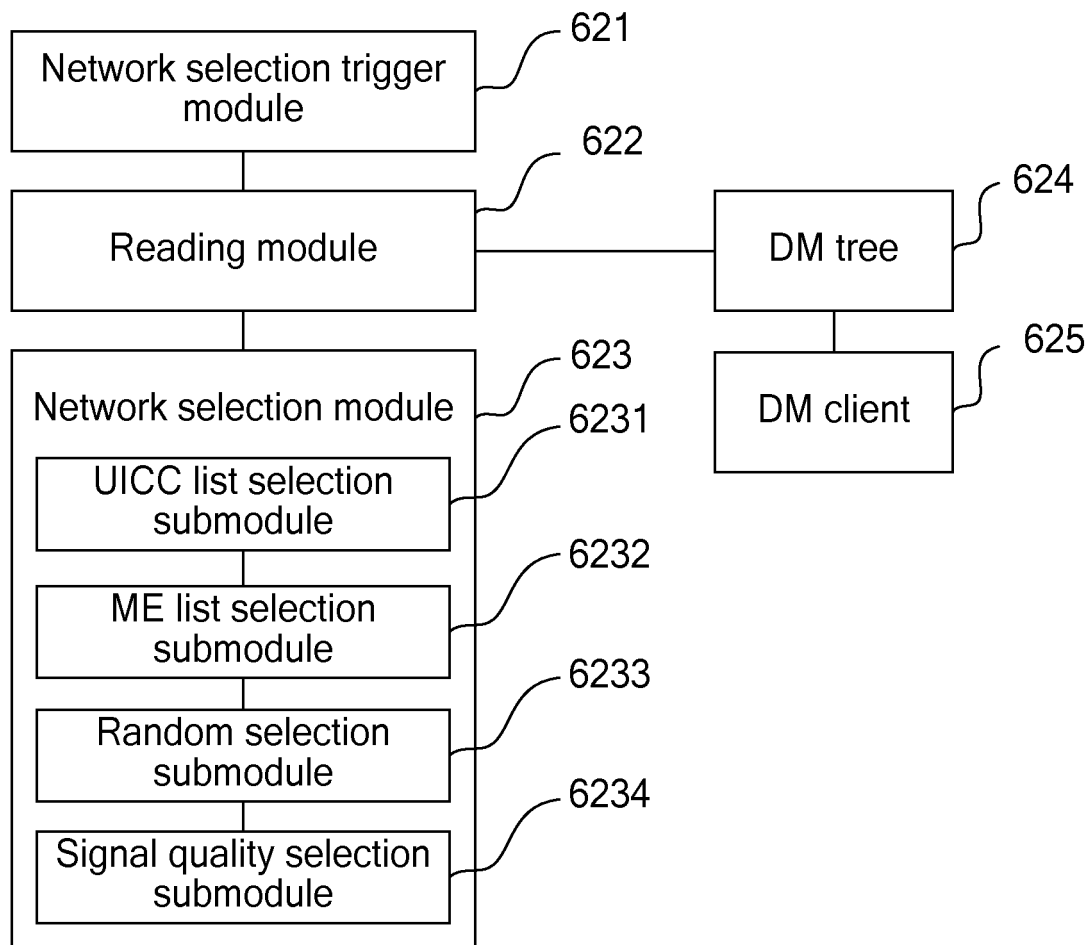 621
Network selection trigger
module
622
Reading module
624
DM tree
623
625
Network selection module
DM client
6231
UICC list selection
submodule
6232
ME list selection
submodule
6233
Random selection
submodule
6234
Signal quality selection
submodule